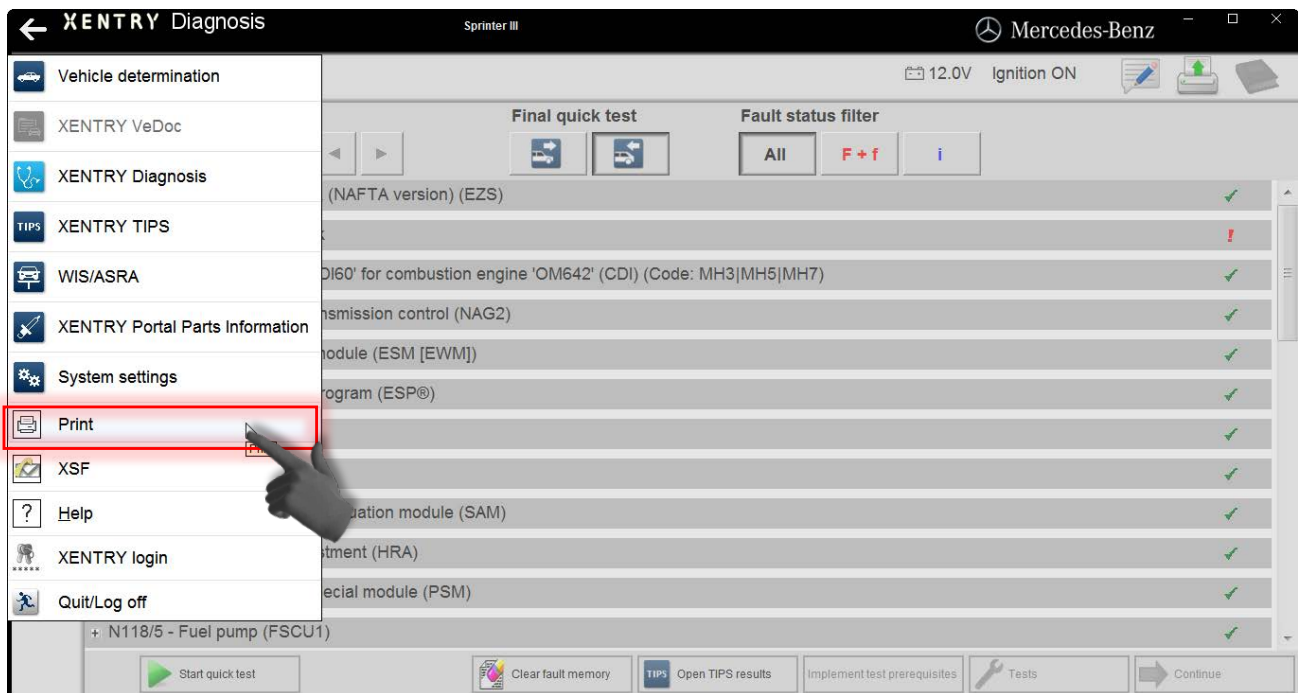 XENTRY Diagnosis
Sprinter III
Mercedes-Benz
Vehicle determination
12.0V Ignition ON
XENTRY VeDoc
Final quick test
Fault status filter
All
F + f
i
XENTRY Diagnosis
(NAFTA version) (EZS)
TIPS XENTRY TIPS
!
WIS/ASRA
DI60' for combustion engine 'OM642' (CDI) (Code: MH3|MH5|MH7)
XENTRY Portal Parts Information
nsmission control (NAG2)
System settings
nodule (ESM [EWM])
rogram (ESP®)
Print
XSF
? Help
uation module (SAM)
XENTRY login
stment (HRA)
Quit/Log off
ecial module (PSM)
+ N118/5 - Fuel pump (FSCU1)
Start quick test
Clear fault memory
TIPS Open TIPS results
Implement test prerequisites
Tests
Continue